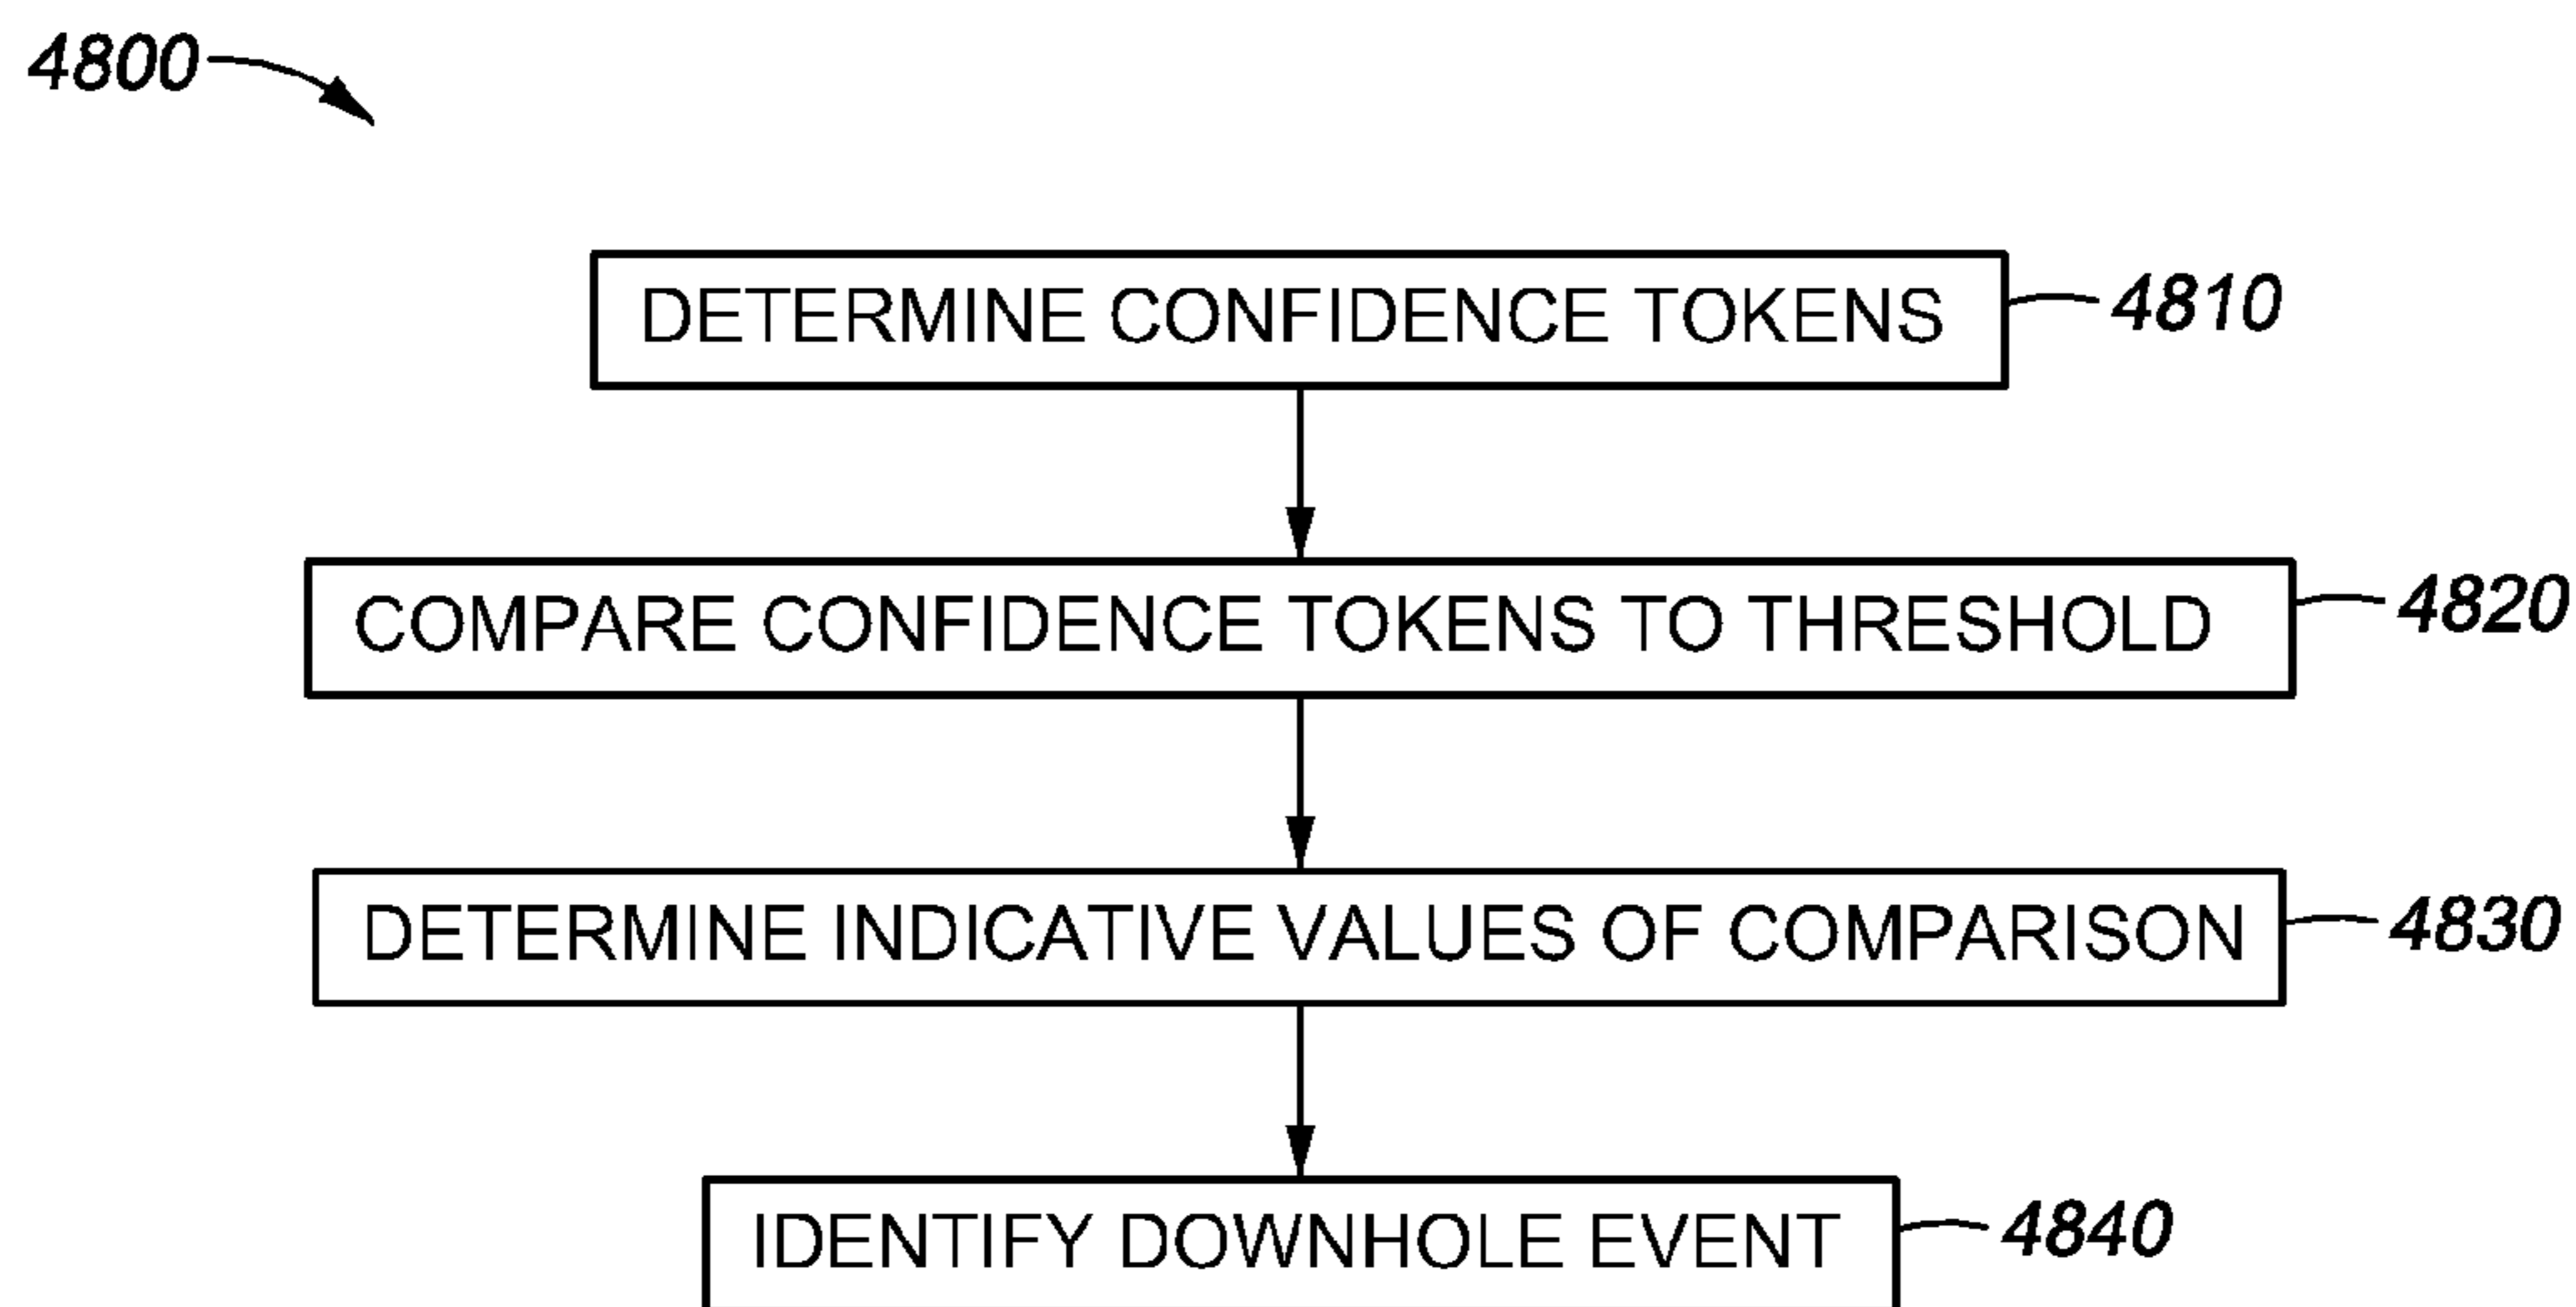 4800
DETERMINE CONFIDENCE TOKENS 4810
COMPARE CONFIDENCE TOKENS TO THRESHOLD 4820
DETERMINE INDICATIVE VALUES OF COMPARISON 4830
IDENTIFY DOWNHOLE EVENT 4840